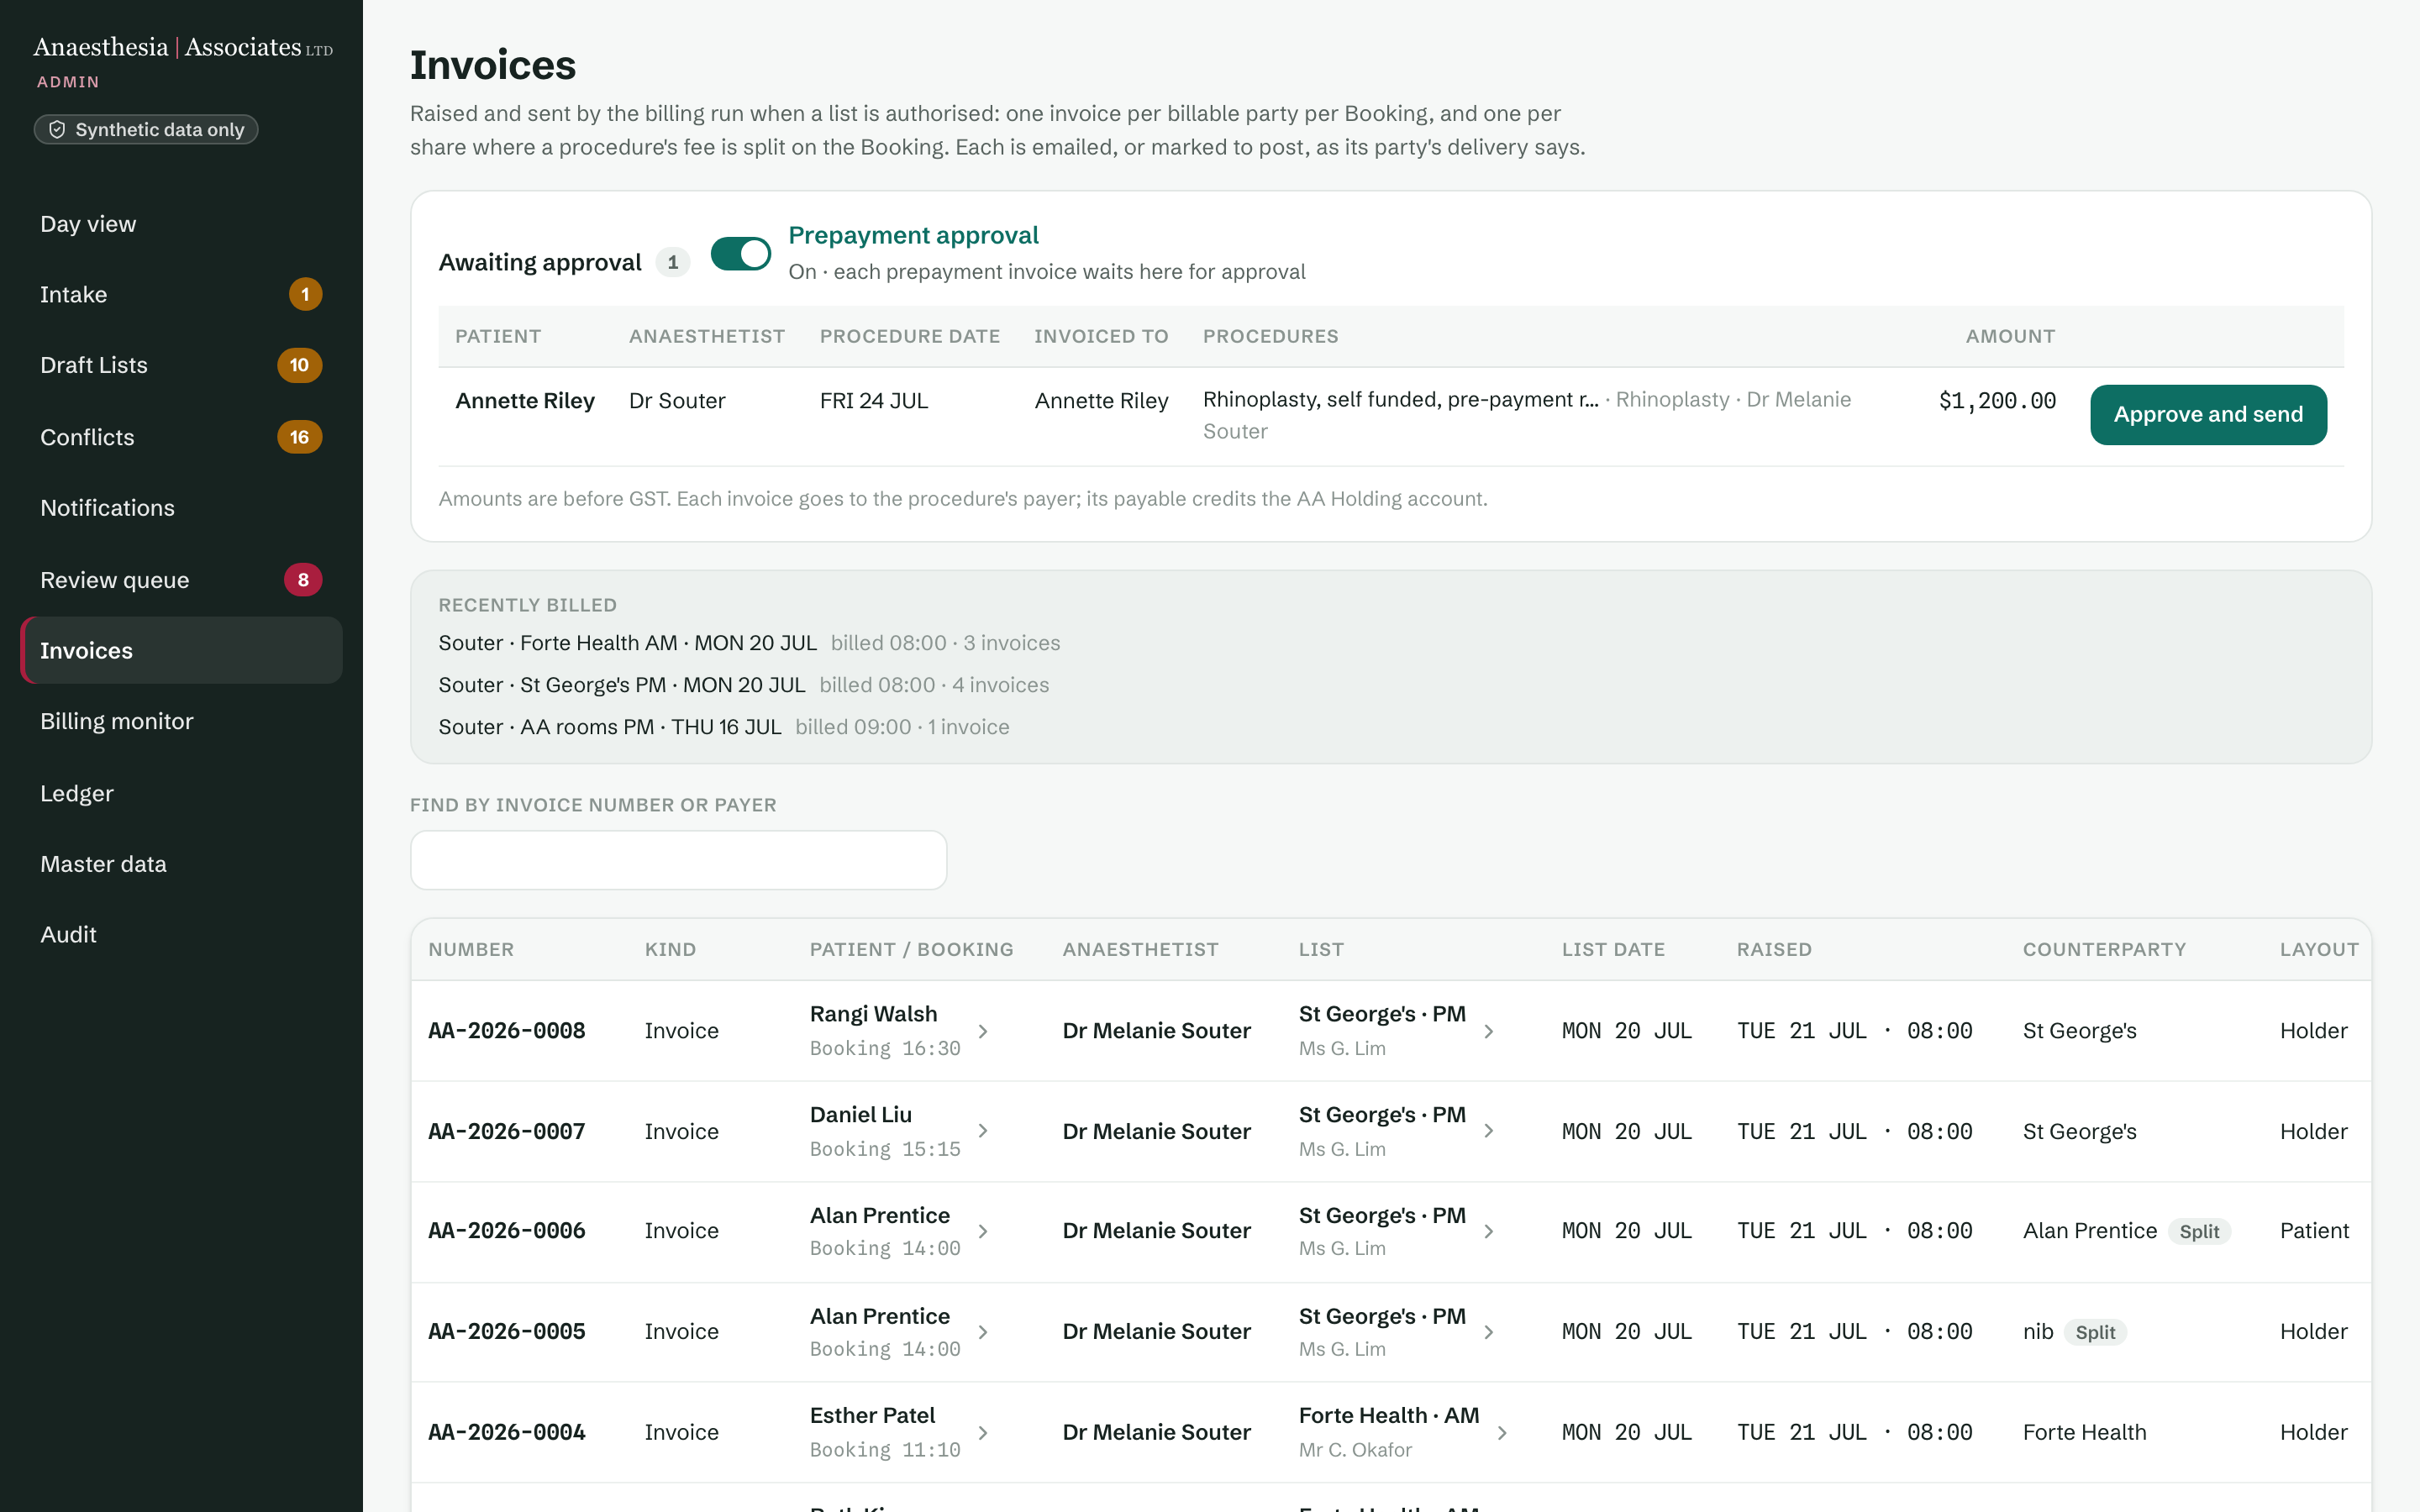 Anaesthesia | Associates LTD
ADMIN
Synthetic data only
Day view
Intake 1
Draft Lists 10
Conflicts 16
Notifications
Review queue 8
Invoices
Billing monitor
Ledger
Master data
Audit
Invoices
Raised and sent by the billing run when a list is authorised: one invoice per billable party per Booking, and one per
share where a procedure's fee is split on the Booking. Each is emailed, or marked to post, as its party's delivery says.
Awaiting approval 1
Prepayment approval
On · each prepayment invoice waits here for approval
PATIENT ANAESTHETIST PROCEDURE DATE INVOICED TO PROCEDURES AMOUNT
Annette Riley Dr Souter FRI 24 JUL Annette Riley Rhinoplasty, self funded, pre-payment r... · Rhinoplasty · Dr Melanie $1,200.00 Approve and send
Souter
Amounts are before GST. Each invoice goes to the procedure's payer; its payable credits the AA Holding account.
RECENTLY BILLED
Souter · Forte Health AM · MON 20 JUL billed 08:00 · 3 invoices
Souter · St George's PM · MON 20 JUL billed 08:00 · 4 invoices
Souter · AA rooms PM · THU 16 JUL billed 09:00 · 1 invoice
FIND BY INVOICE NUMBER OR PAYER
NUMBER KIND PATIENT / BOOKING ANAESTHETIST LIST LIST DATE RAISED COUNTERPARTY LAYOUT
AA-2026-0008 Invoice Rangi Walsh Dr Melanie Souter St George's · PM MON 20 JUL TUE 21 JUL · 08:00 St George's Holder
Booking 16:30 Ms G. Lim
AA-2026-0007 Invoice Daniel Liu Dr Melanie Souter St George's · PM MON 20 JUL TUE 21 JUL · 08:00 St George's Holder
Booking 15:15 Ms G. Lim
AA-2026-0006 Invoice Alan Prentice Dr Melanie Souter St George's · PM MON 20 JUL TUE 21 JUL · 08:00 Alan Prentice Split Patient
Booking 14:00 Ms G. Lim
AA-2026-0005 Invoice Alan Prentice Dr Melanie Souter St George's · PM MON 20 JUL TUE 21 JUL · 08:00 nib Split Holder
Booking 14:00 Ms G. Lim
AA-2026-0004 Invoice Esther Patel Dr Melanie Souter Forte Health · AM MON 20 JUL TUE 21 JUL · 08:00 Forte Health Holder
Booking 11:10 Mr C. Okafor